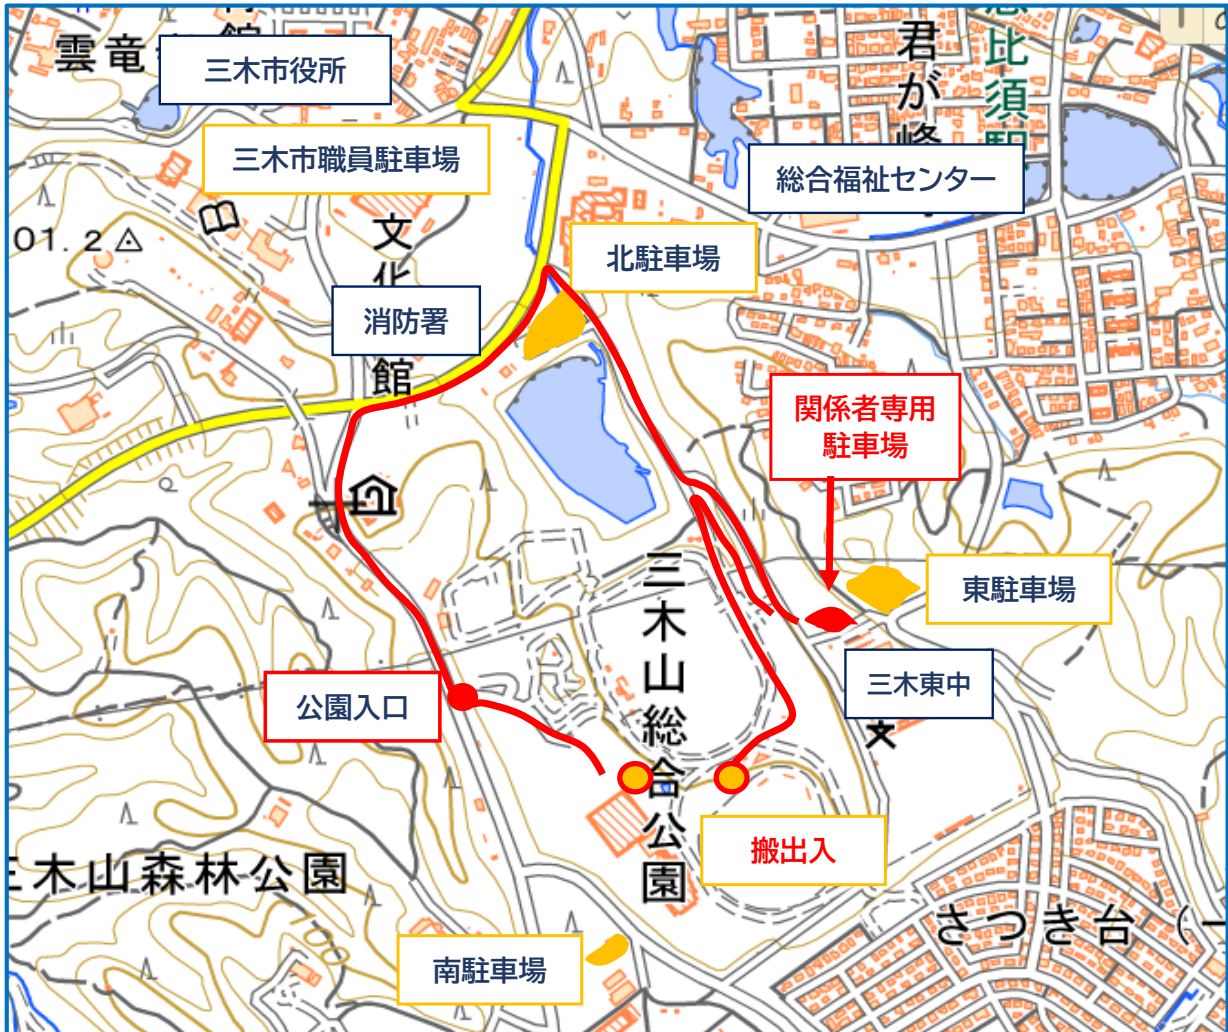 雲竜
三木市役所
三木市職員駐車場
君が峰
恵比須駅
総合福祉センター
01.2
文化
館
北駐車場
消防署
関係者専用
駐車場
東駐車場
三木山総合公園
三木東中
公園入口
搬出入
三木山森林公園
さつき台(一
南駐車場